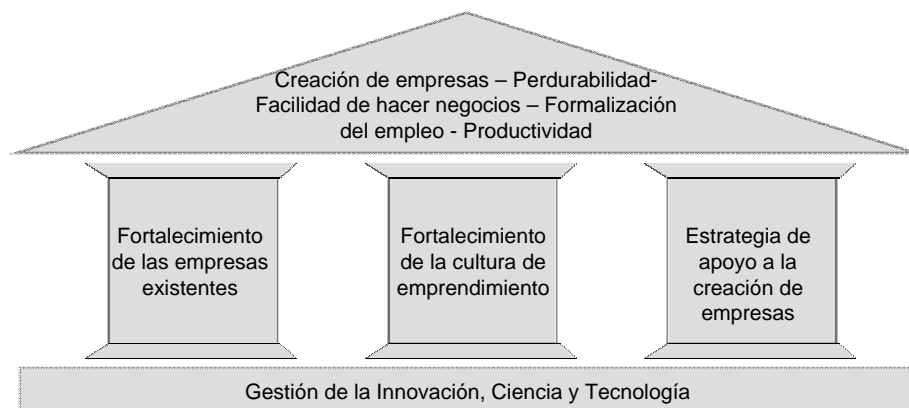 Creación de empresas – Perdurabilidad-
Facilidad de hacer negocios – Formalización
del empleo - Productividad
Fortalecimiento
de las empresas
existentes
Fortalecimiento
de la cultura de
emprendimiento
Estrategia de
apoyo a la
creación de
empresas
Gestión de la Innovación, Ciencia y Tecnología